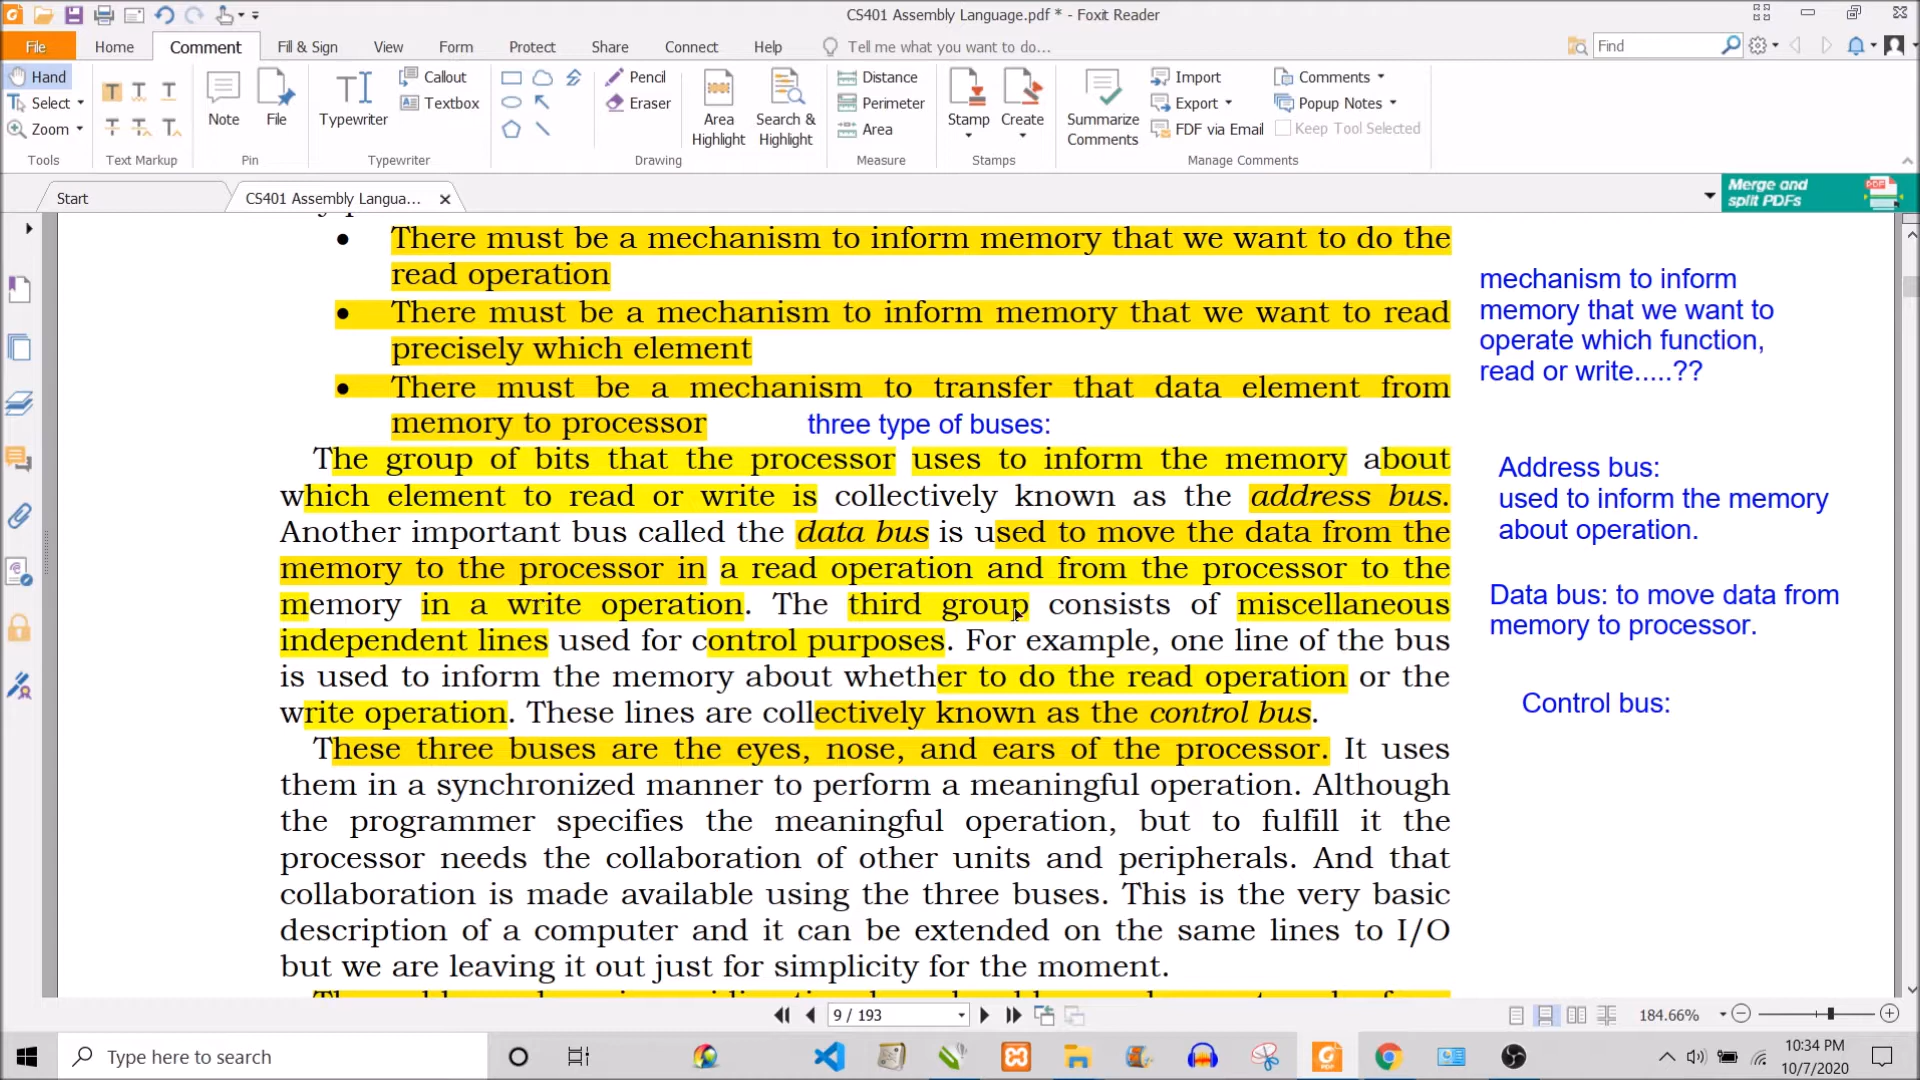 CS401 Assembly Language.pdf * - Foxit Reader
File Home Comment Fill & Sign View Form Protect Share Connect Help Tell me what you want to do... Find
Hand
Select
Zoom
Tools
Text Markup
Note
File
Pin
Typewriter
Callout
Textbox
Typewriter
Pencil
Eraser
Area Highlight
Search & Highlight
Drawing
Distance
Perimeter
Area
Measure
Stamp
Create
Stamps
Summarize Comments
Import
Export
FDF via Email
Comments
Popup Notes
Keep Tool Selected
Manage Comments
Start
CS401 Assembly Langua...
Merge and
split PDFs
• There must be a mechanism to inform memory that we want to do the
read operation
• There must be a mechanism to inform memory that we want to read
precisely which element
• There must be a mechanism to transfer that data element from
memory to processor three type of buses:
The group of bits that the processor uses to inform the memory about
which element to read or write is collectively known as the address bus.
Another important bus called the data bus is used to move the data from the
memory to the processor in a read operation and from the processor to the
memory in a write operation. The third group consists of miscellaneous
independent lines used for control purposes. For example, one line of the bus
is used to inform the memory about whether to do the read operation or the
write operation. These lines are collectively known as the control bus.
These three buses are the eyes, nose, and ears of the processor. It uses
them in a synchronized manner to perform a meaningful operation. Although
the programmer specifies the meaningful operation, but to fulfill it the
processor needs the collaboration of other units and peripherals. And that
collaboration is made available using the three buses. This is the very basic
description of a computer and it can be extended on the same lines to I/O
but we are leaving it out just for simplicity for the moment.
mechanism to inform
memory that we want to
operate which function,
read or write.....??
Address bus:
used to inform the memory
about operation.
Data bus: to move data from
memory to processor.
Control bus:
9 / 193
184.66%
Type here to search
10:34 PM
10/7/2020